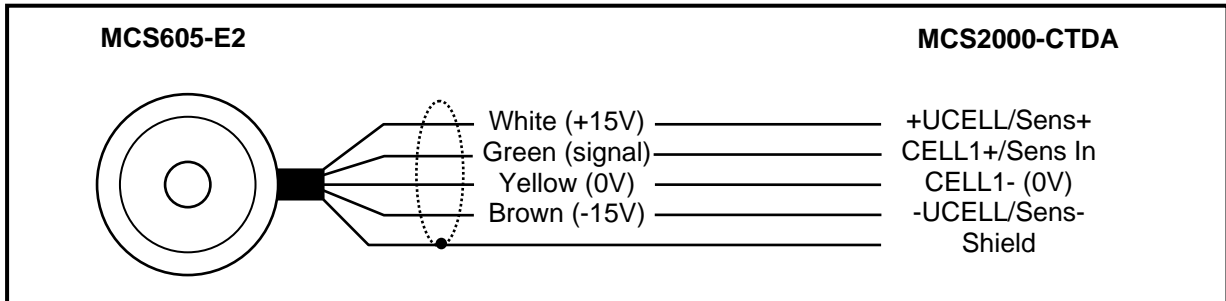 MCS605-E2 MCS2000-CTDA
White (+15V) +UCELL/Sens+
Green (signal) CELL1+/Sens In
Yellow (0V) CELL1- (0V)
Brown (-15V) -UCELL/Sens-
Shield